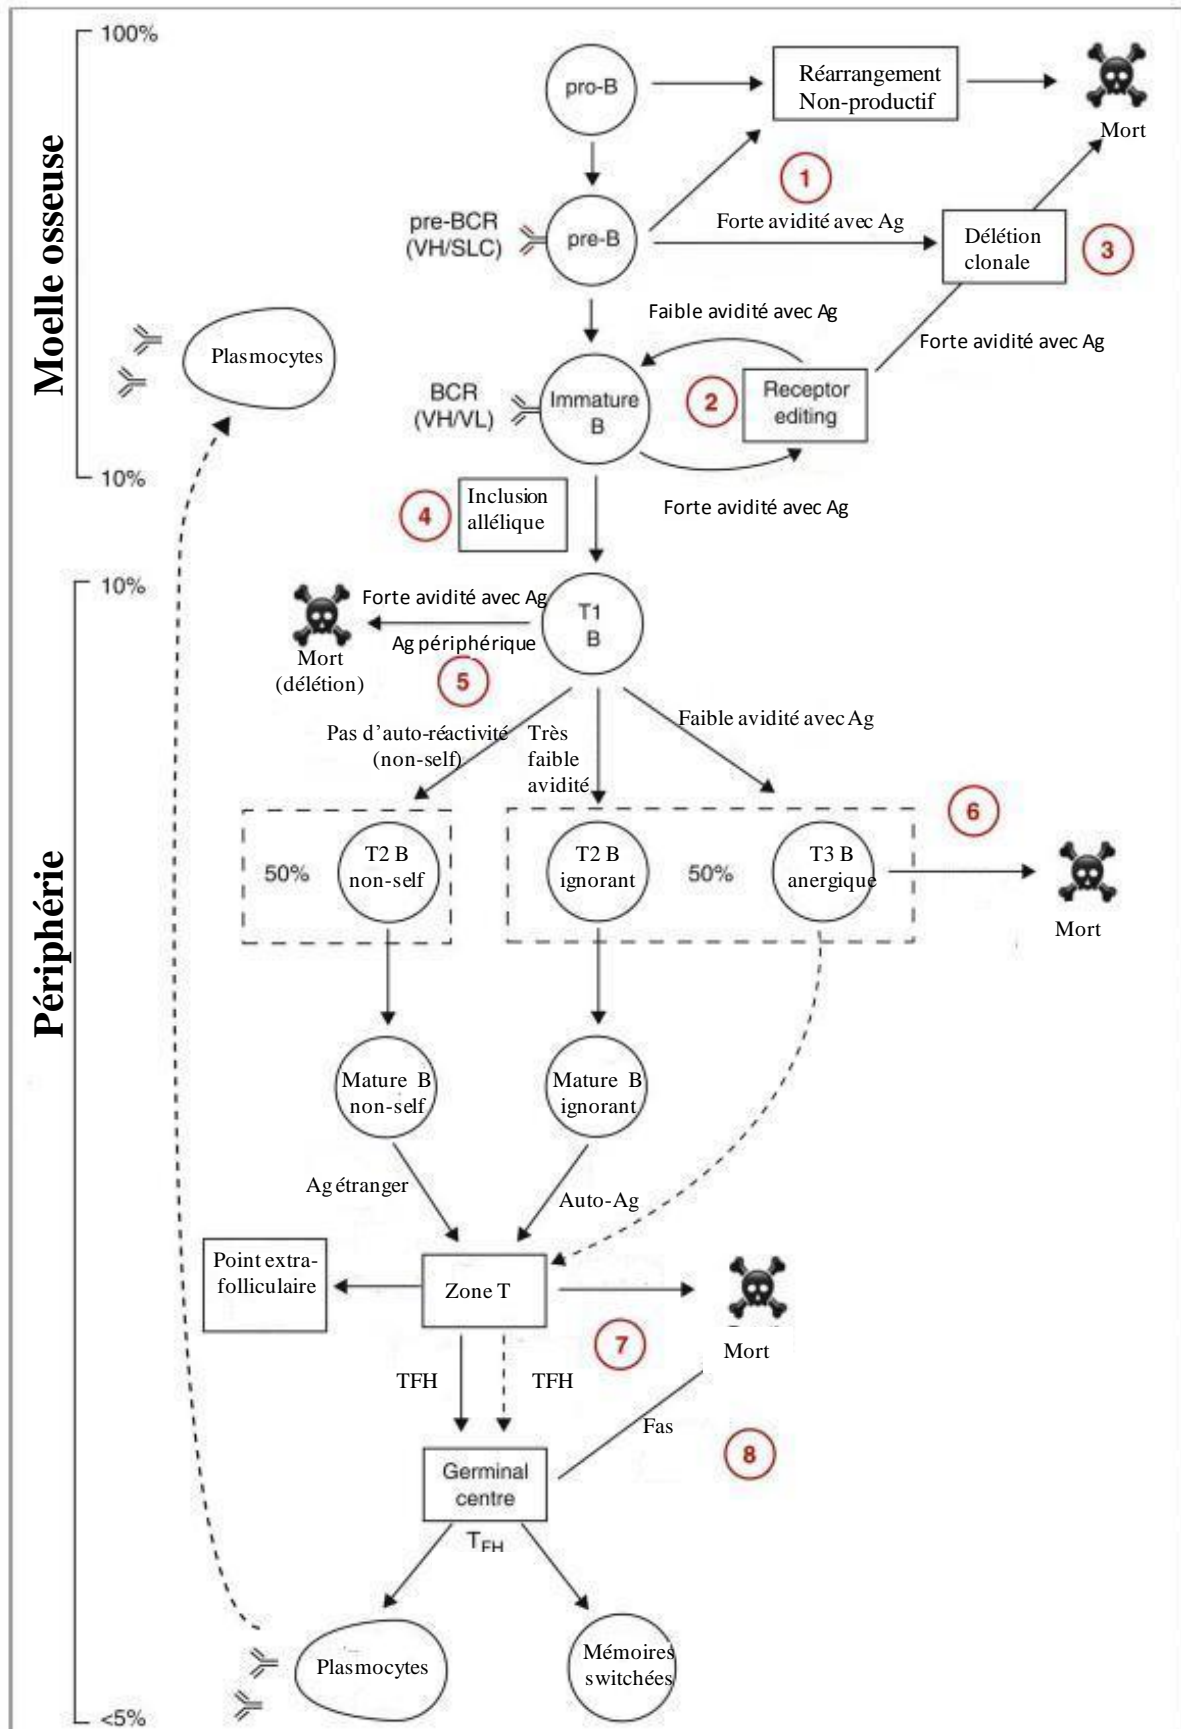 100%
Moelle osseuse
pro-B
Réarrangement
Non-productif
Mort
1
pre-BCR
(VH/SLC)
pre-B
Forte avidité avec Ag
Délétion
clonale
3
Faible avidité avec Ag
Forte avidité avec Ag
Plasmocytes
BCR
(VH/VL)
Immature
B
2
Receptor
editing
10%
4
Inclusion
allélique
Forte avidité avec Ag
10%
Périphérie
Forte avidité avec Ag
Ag périphérique
T1
B
Mort
(délétion)
5
Pas d'auto-réactivité
(non-self)
Très
faible
avidité
Faible avidité avec Ag
6
50%
T2 B
non-self
T2 B
ignorant
50%
T3 B
anergique
Mort
Mature B
non-self
Mature B
ignorant
Ag étranger
Auto-Ag
Point extra-
folliculaire
Zone T
7
Mort
TFH
TFH
Fas
8
Germinal
centre
TFH
Plasmocytes
Mémoires
switchées
<5%